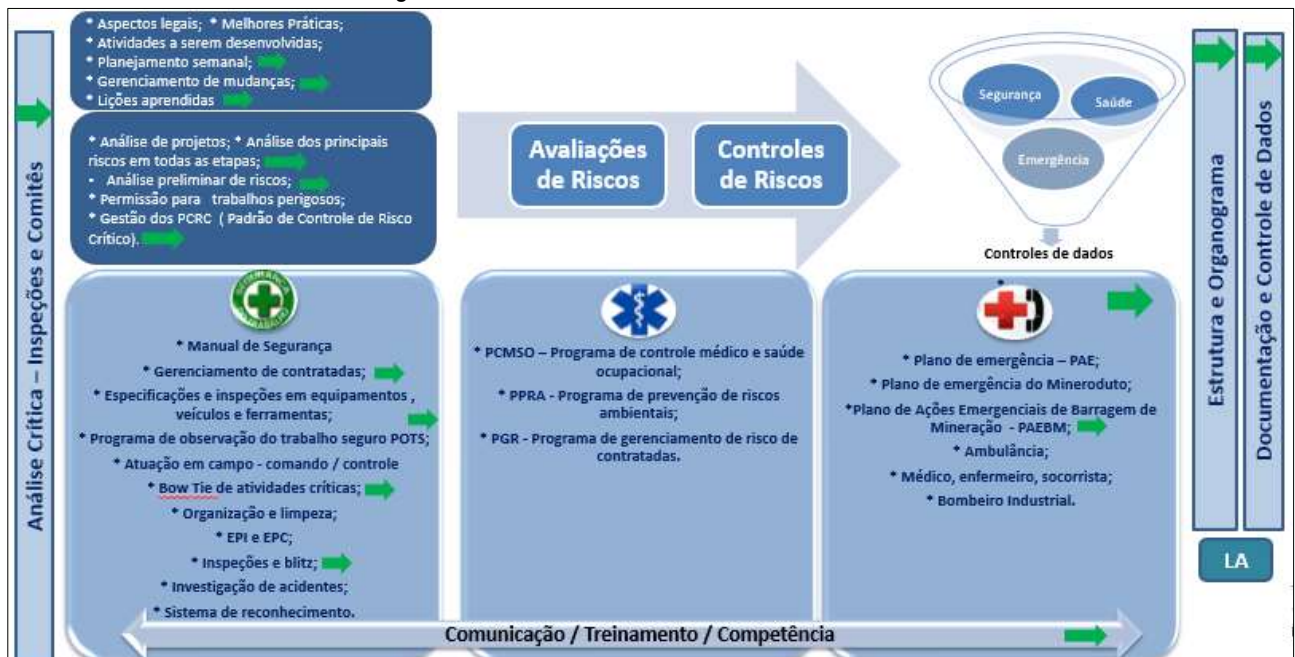 Análise Crítica – Inspeções e Comitês
* Aspectos legais; * Melhores Práticas;
* Atividades a serem desenvolvidas;
* Planejamento semanal;
* Gerenciamento de mudanças;
* Lições aprendidas
* Análise de projetos; * Análise dos principais
riscos em todas as etapas;
• Análise preliminar de riscos;
* Permissão para trabalhos perigosos;
* Gestão dos PCRC ( Padrão de Controle de Risco
Crítico).
Avaliações
de Riscos
Controles
de Riscos
Segurança
Saúde
Emergência
Controles de dados
* Manual de Segurança
* Gerenciamento de contratadas;
* Especificações e inspeções em equipamentos ,
veículos e ferramentas;
* Programa de observação do trabalho seguro POTS;
* Atuação em campo - comando / controle
* Bow Tie de atividades críticas;
* Organização e limpeza;
* EPI e EPC;
* Inspeções e blitz;
* Investigação de acidentes;
* Sistema de reconhecimento.
* PCMSO – Programa de controle médico e saúde
ocupacional;
* PPRA - Programa de prevenção de riscos
ambientais;
* PGR - Programa de gerenciamento de risco de
contratadas.
* Plano de emergência – PAE;
* Plano de emergência do Mineroduto;
*Plano de Ações Emergenciais de Barragem de
Mineração - PAEBM;
* Ambulância;
* Médico, enfermeiro, socorrista;
* Bombeiro Industrial.
Estrutura e Organograma
Documentação e Controle de Dados
LA
Comunicação / Treinamento / Competência